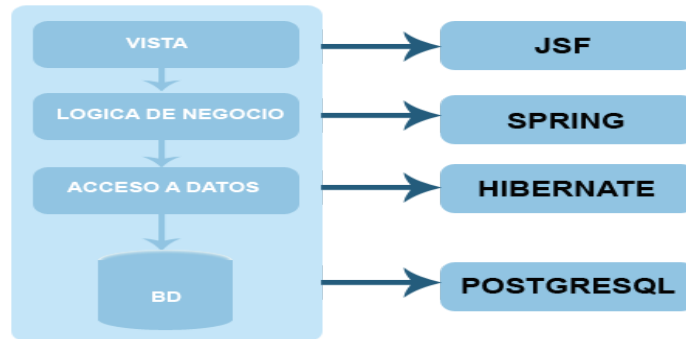 VISTA
JSF
LOGICA DE NEGOCIO
SPRING
ACCESO A DATOS
HIBERNATE
BD
POSTGRESQL